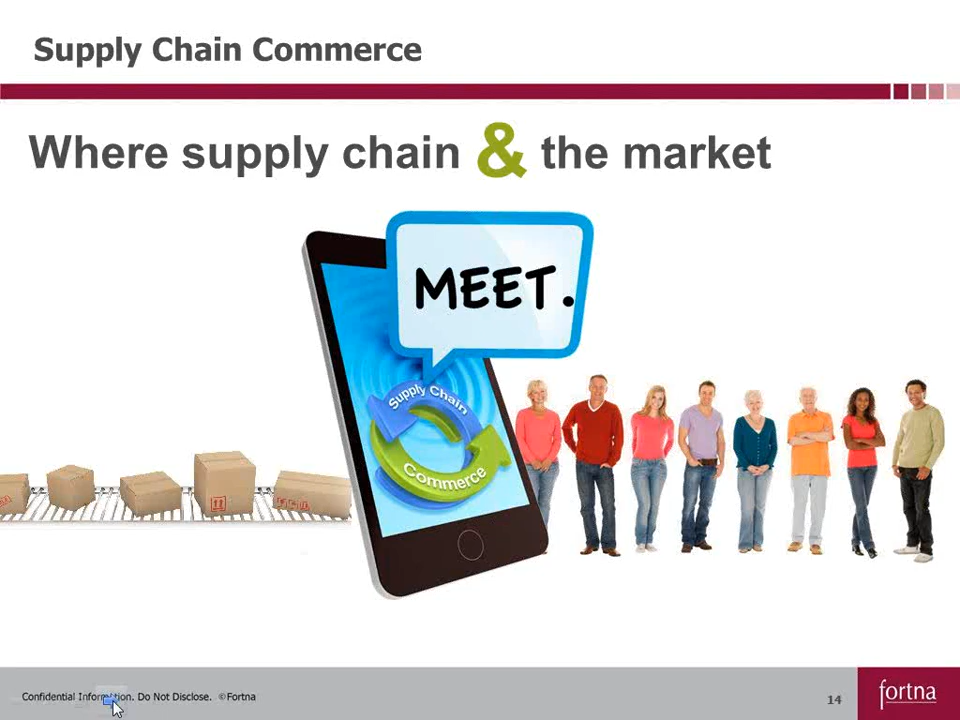 Supply Chain Commerce
Where supply chain & the market
MEET.
Supply Chain
Commerce
Confidential Information. Do Not Disclose. ©Fortna
14
fortna